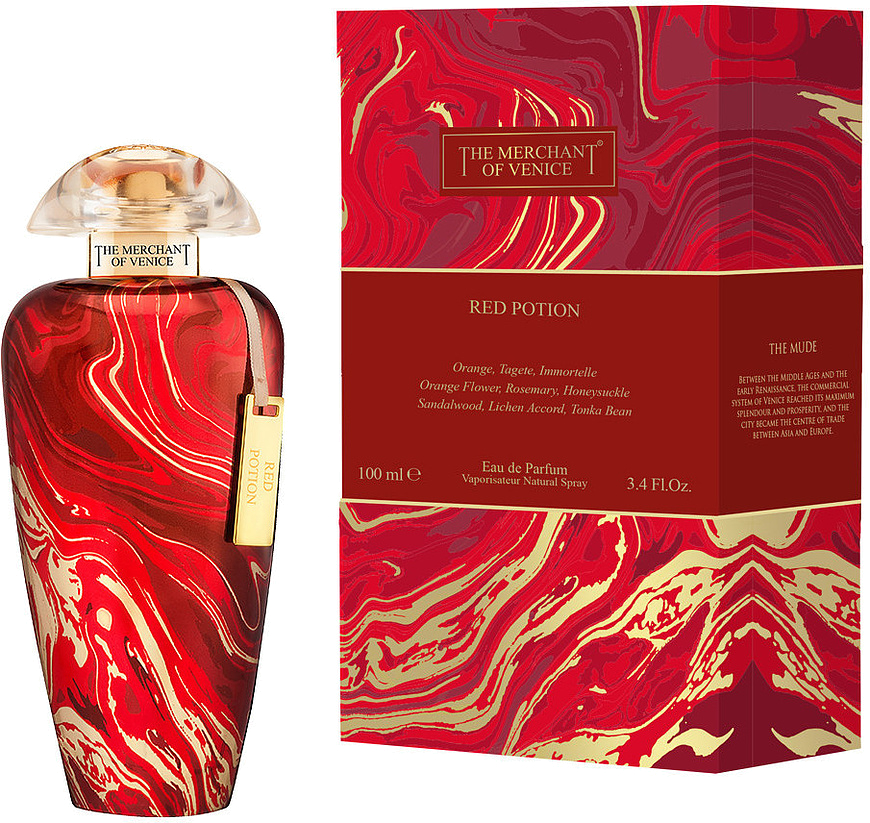 THE MERCHANT
OF VENICE
RED
POTION
THE MERCHANT®
OF VENICE
RED POTION
Orange, Tagete, Immortelle
Orange Flower, Rosemary, Honeysuckle
Sandalwood, Lichen Accord, Tonka Bean
100 ml ℮
Eau de Parfum
Vaporisateur Natural Spray
3.4 Fl.Oz.
THE MUDE
BETWEEN THE MIDDLE AGES AND THE
EARLY RENAISSANCE, THE COMMERCIAL
SYSTEM OF VENICE REACHED ITS MAXIMUM
SPLENDOUR AND PROSPERITY, AND THE
CITY BECAME THE CENTRE OF TRADE
BETWEEN ASIA AND EUROPE.